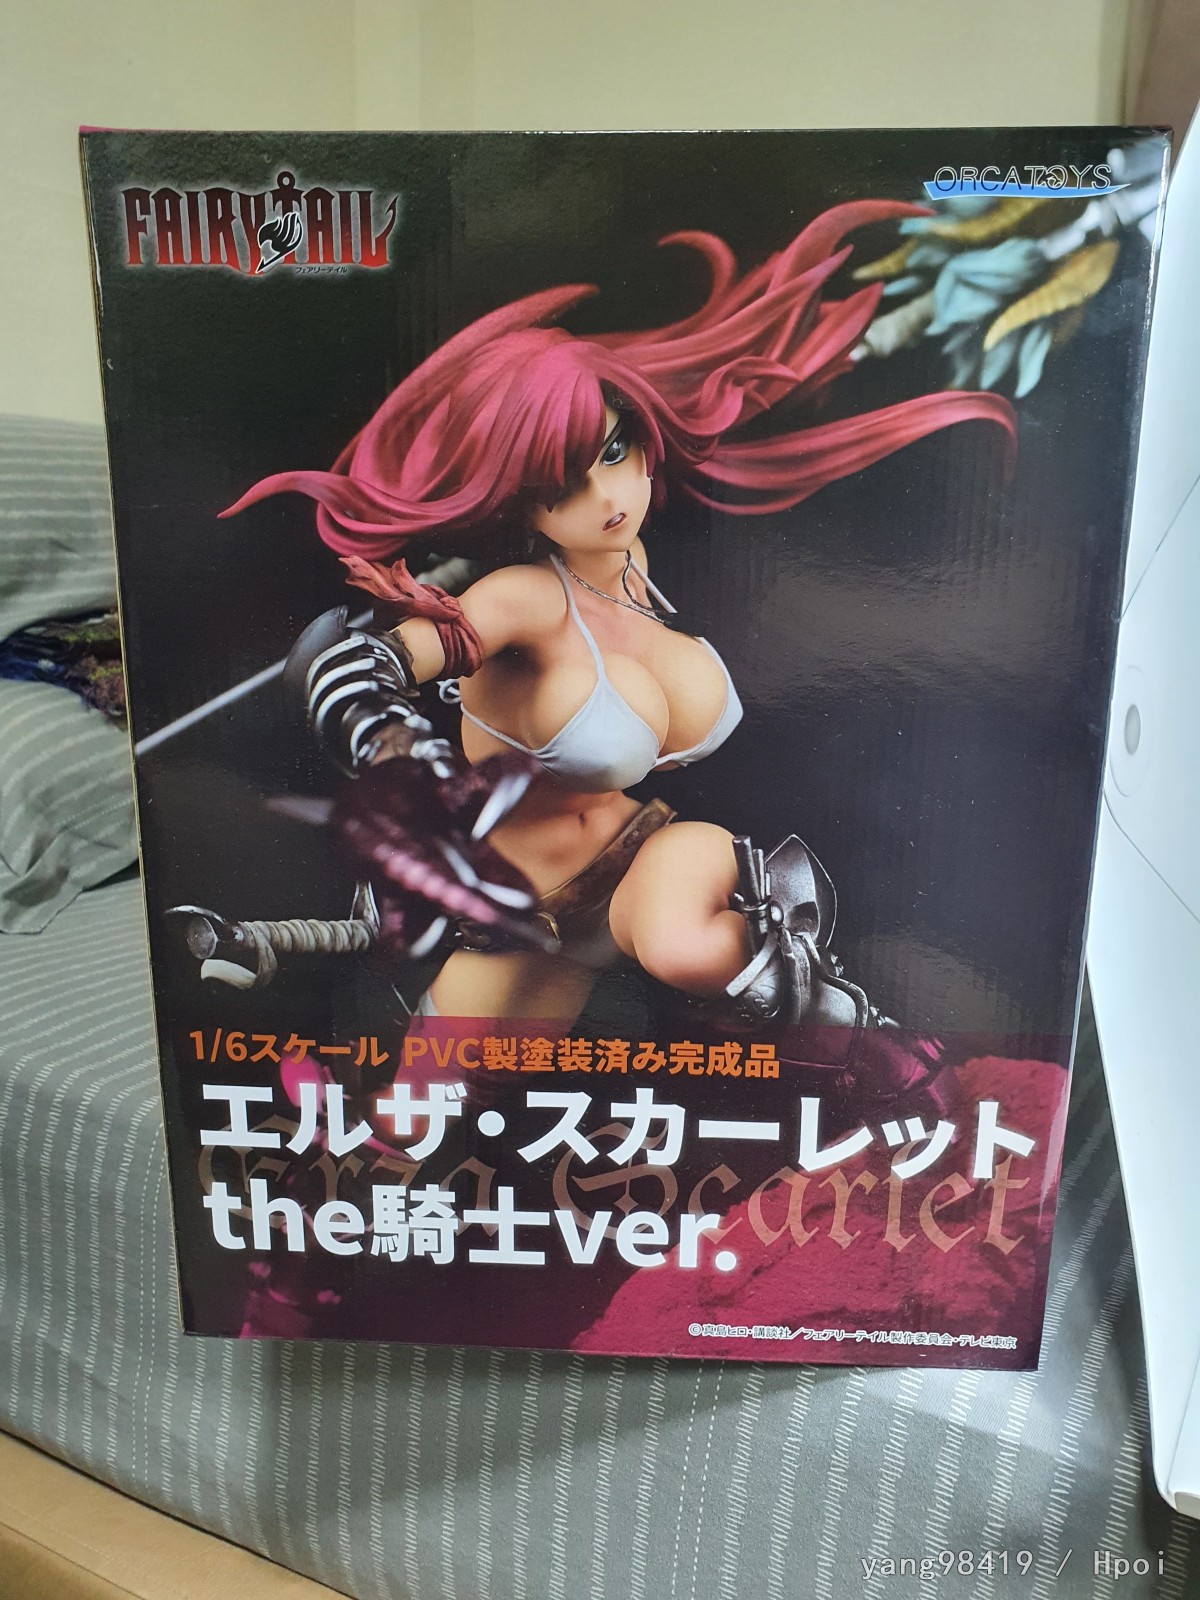 FAIRY TAIL
フェアリーテイル
ORCATOYS
1/6スケール PVC製塗装済み完成品
エルザ・スカーレット
Erza Scarlet
the騎士ver.
©真島ヒロ・講談社/フェアリーテイル製作委員会・テレビ東京
yang98419 / Hpoi